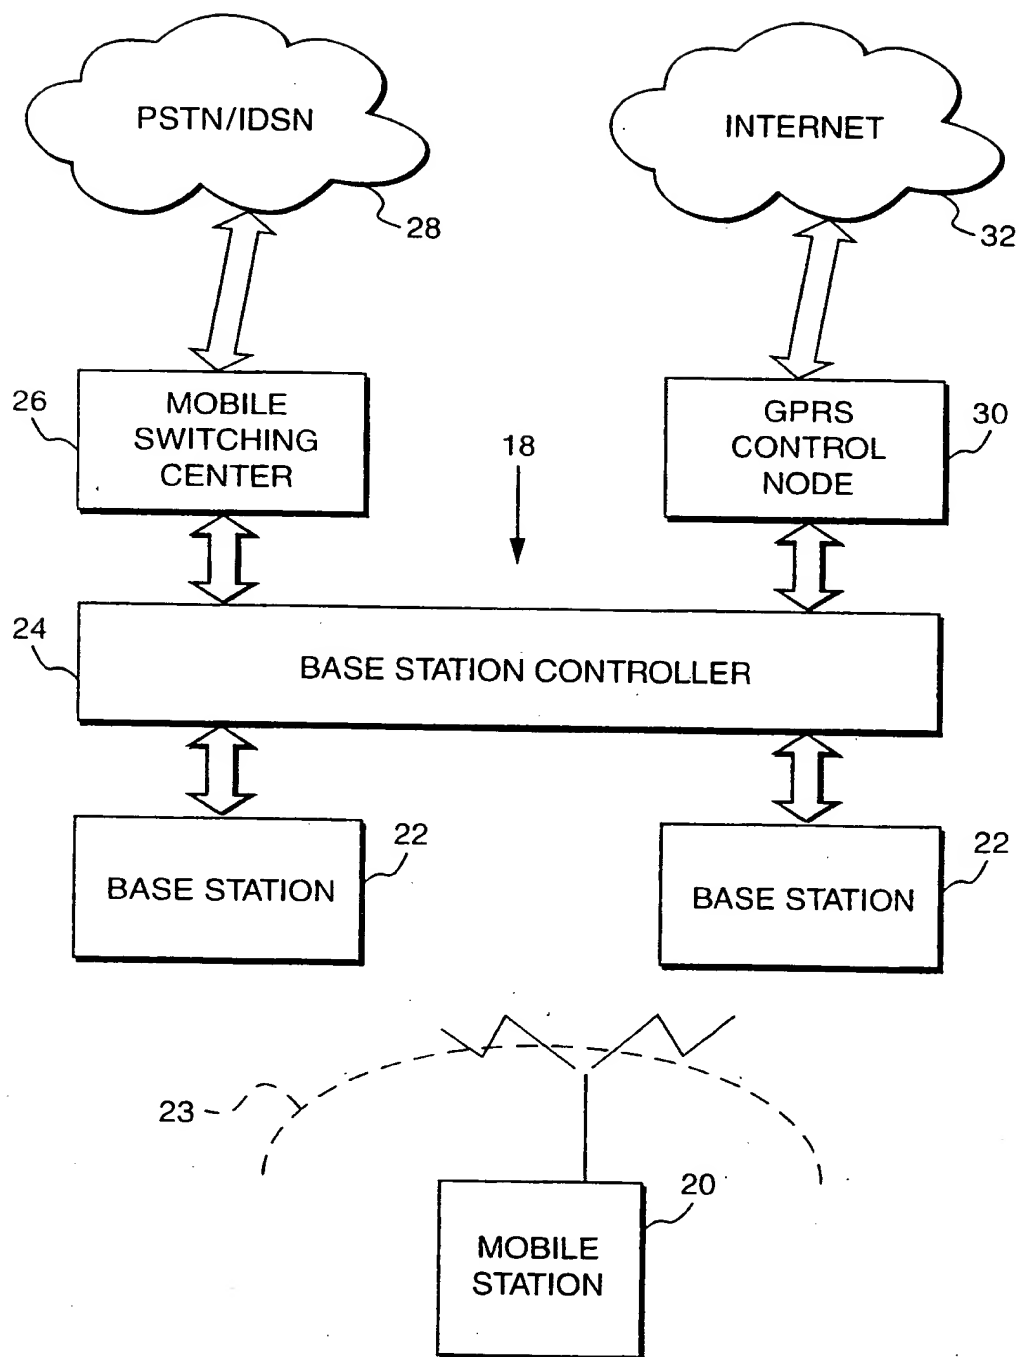 PSTN/IDSN
INTERNET
28
32
26
MOBILE
SWITCHING
CENTER
18
GPRS
CONTROL
NODE
30
24
BASE STATION CONTROLLER
22
22
BASE STATION
BASE STATION
23
20
MOBILE
STATION